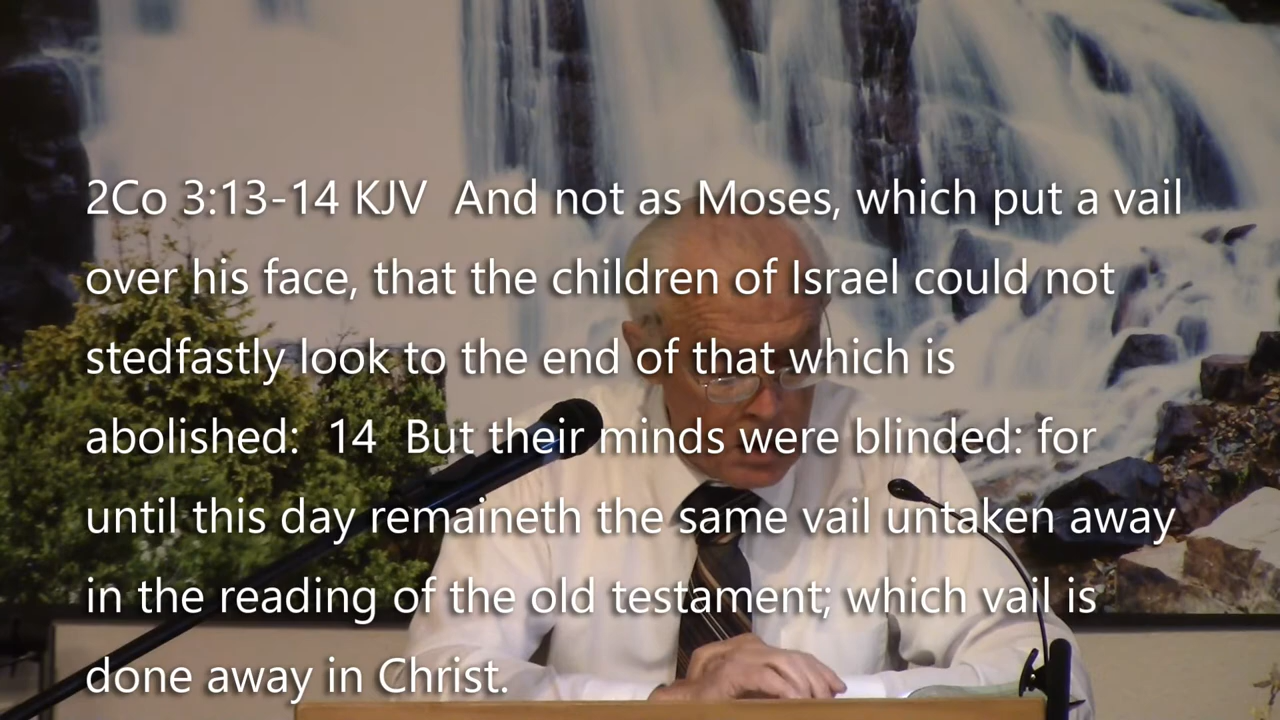 2Co 3:13-14 KJV  And not as Moses, which put a vail
over his face, that the children of Israel could not
stedfastly look to the end of that which is
abolished:  14  But their minds were blinded: for
until this day remaineth the same vail untaken away
in the reading of the old testament; which vail is
done away in Christ.